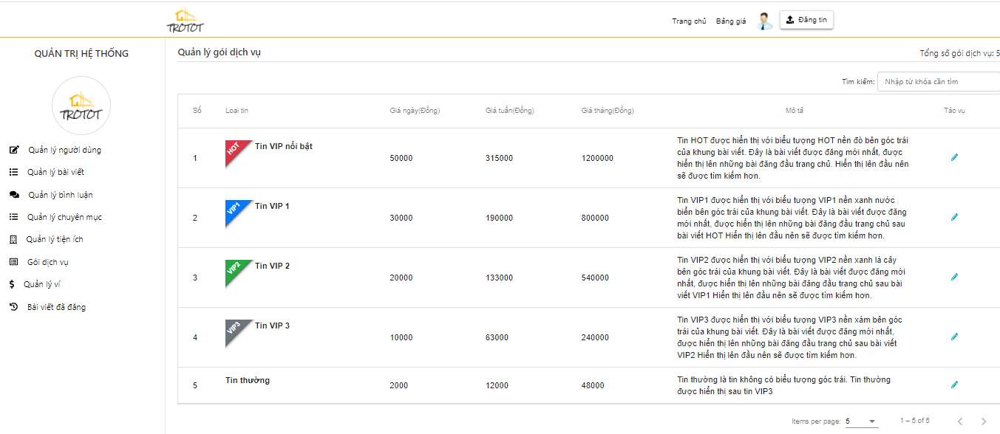 TROTOT
Trang chủ Bảng giá Đăng tin
QUẢN TRỊ HỆ THỐNG
TROTOT
Quản lý người dùng
Quản lý bài viết
Quản lý bình luận
Quản lý chuyên mục
Quản lý tiện ích
Gói dịch vụ
Quản lý ví
Bài viết đã đăng
Quản lý gói dịch vụ
Tổng số gói dịch vụ: 5
Tìm kiếm: Nhập từ khóa cần tìm
Số Loại tin Giá ngày(Đồng) Giá tuần(Đồng) Giá tháng(Đồng) Mô tả Tác vụ
1 HOT Tin VIP nổi bật 50000 315000 1200000
Tin HOT được hiển thị với biểu tượng HOT nền đỏ bên góc trái
của khung bài viết. Đây là bài viết được đăng mới nhất, được
hiển thị lên những bài đăng đầu trang chủ. Hiển thị lên đầu nên
sẽ được tìm kiếm hơn.
2 VIP1 Tin VIP 1 30000 190000 800000
Tin VIP1 được hiển thị với biểu tượng VIP1 nền xanh nước
biển bên góc trái của khung bài viết. Đây là bài viết được đăng
mới nhất, được hiển thị lên những bài đăng đầu trang chủ sau
bài viết HOT Hiển thị lên đầu nên sẽ được tìm kiếm hơn.
3 VIP2 Tin VIP 2 20000 133000 540000
Tin VIP2 được hiển thị với biểu tượng VIP2 nền xanh lá cây
bên góc trái của khung bài viết. Đây là bài viết được đăng mới
nhất, được hiển thị lên những bài đăng đầu trang chủ sau bài
viết VIP1 Hiển thị lên đầu nên sẽ được tìm kiếm hơn.
4 VIP3 Tin VIP 3 10000 63000 240000
Tin VIP3 được hiển thị với biểu tượng VIP3 nền xám bên góc
trái của khung bài viết. Đây là bài viết được đăng mới nhất,
được hiển thị lên những bài đăng đầu trang chủ sau bài viết
VIP2 Hiển thị lên đầu nên sẽ được tìm kiếm hơn.
5 Tin thường 2000 12000 48000
Tin thường là tin không có biểu tượng góc trái. Tin thường
được hiển thị sau tin VIP3
Items per page: 5 1 – 5 of 5